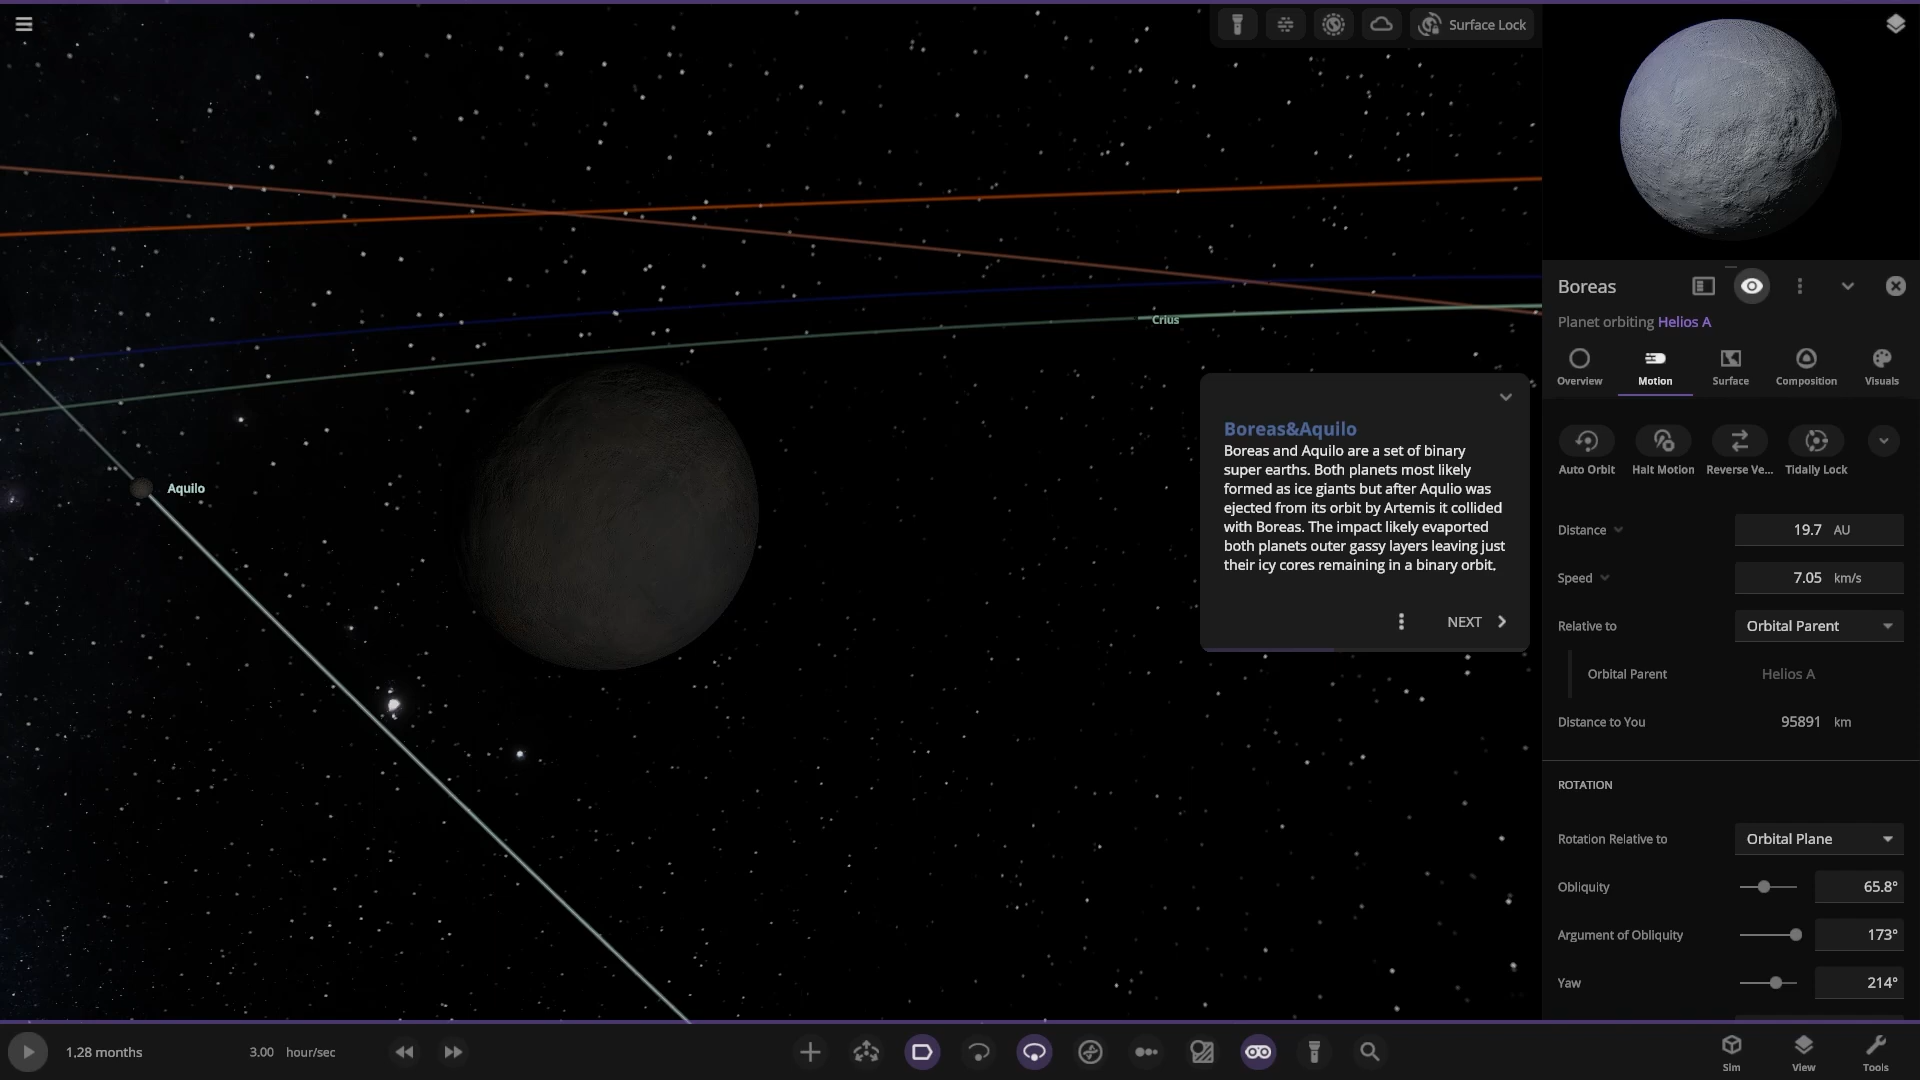 Surface Lock
Boreas
Planet orbiting Helios A
Overview
Motion
Surface
Composition
Visuals
Auto Orbit
Halt Motion
Reverse Ve...
Tidally Lock
Crius
Aquilo
Boreas&Aquilo
Boreas and Aquilo are a set of binary
super earths. Both planets most likely
formed as ice giants but after Aqulio was
ejected from its orbit by Artemis it collided
with Boreas. The impact likely evaporated
both planets outer gassy layers leaving just
their icy cores remaining in a binary orbit.
NEXT
Distance 19.7 AU
Speed 7.05 km/s
Relative to Orbital Parent
Orbital Parent Helios A
Distance to You 95891 km
ROTATION
Rotation Relative to Orbital Plane
Obliquity 65.8°
Argument of Obliquity 173°
Yaw 214°
1.28 months
3.00 hour/sec
Sim
View
Tools